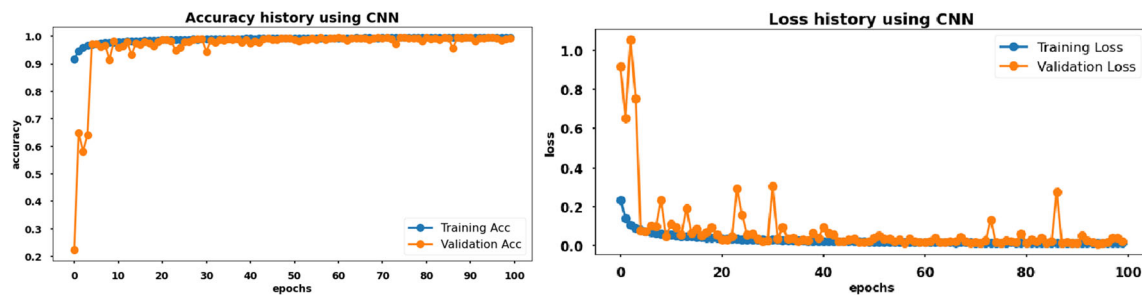 Accuracy history using CNN
1.0
0.9
0.8
0.7
0.6
0.5
0.4
0.3
0.2
accuracy
Training Acc
Validation Acc
0 10 20 30 40 50 60 70 80 90 100
epochs
Loss history using CNN
1.0
0.8
0.6
0.4
0.2
0.0
loss
Training Loss
Validation Loss
0 20 40 60 80 100
epochs